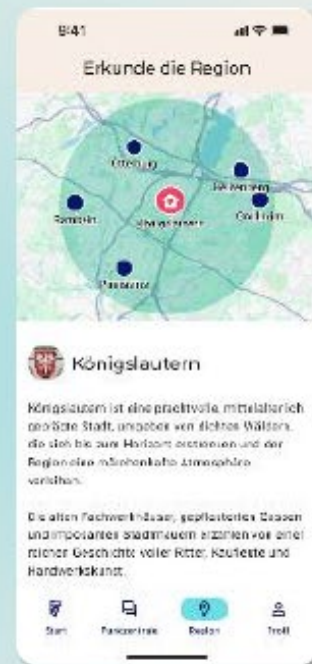 9:41
Erkunde die Region
Königslautern
Königslautern ist eine prachtvolle, mittelalterlich
geprägte Stadt, umgeben von dichten Wäldern,
die sich bis zum Horizont erstrecken und der
Region eine märchenhafte Atmosphäre
verleihen.
Die alten Fachwerkhäuser, gepflasterten Gassen
und imposanten Stadtmauern erzählen von einer
reichen Geschichte voller Ritter, Kaufleute und
Handwerkskunst.
Start
Region
Profil